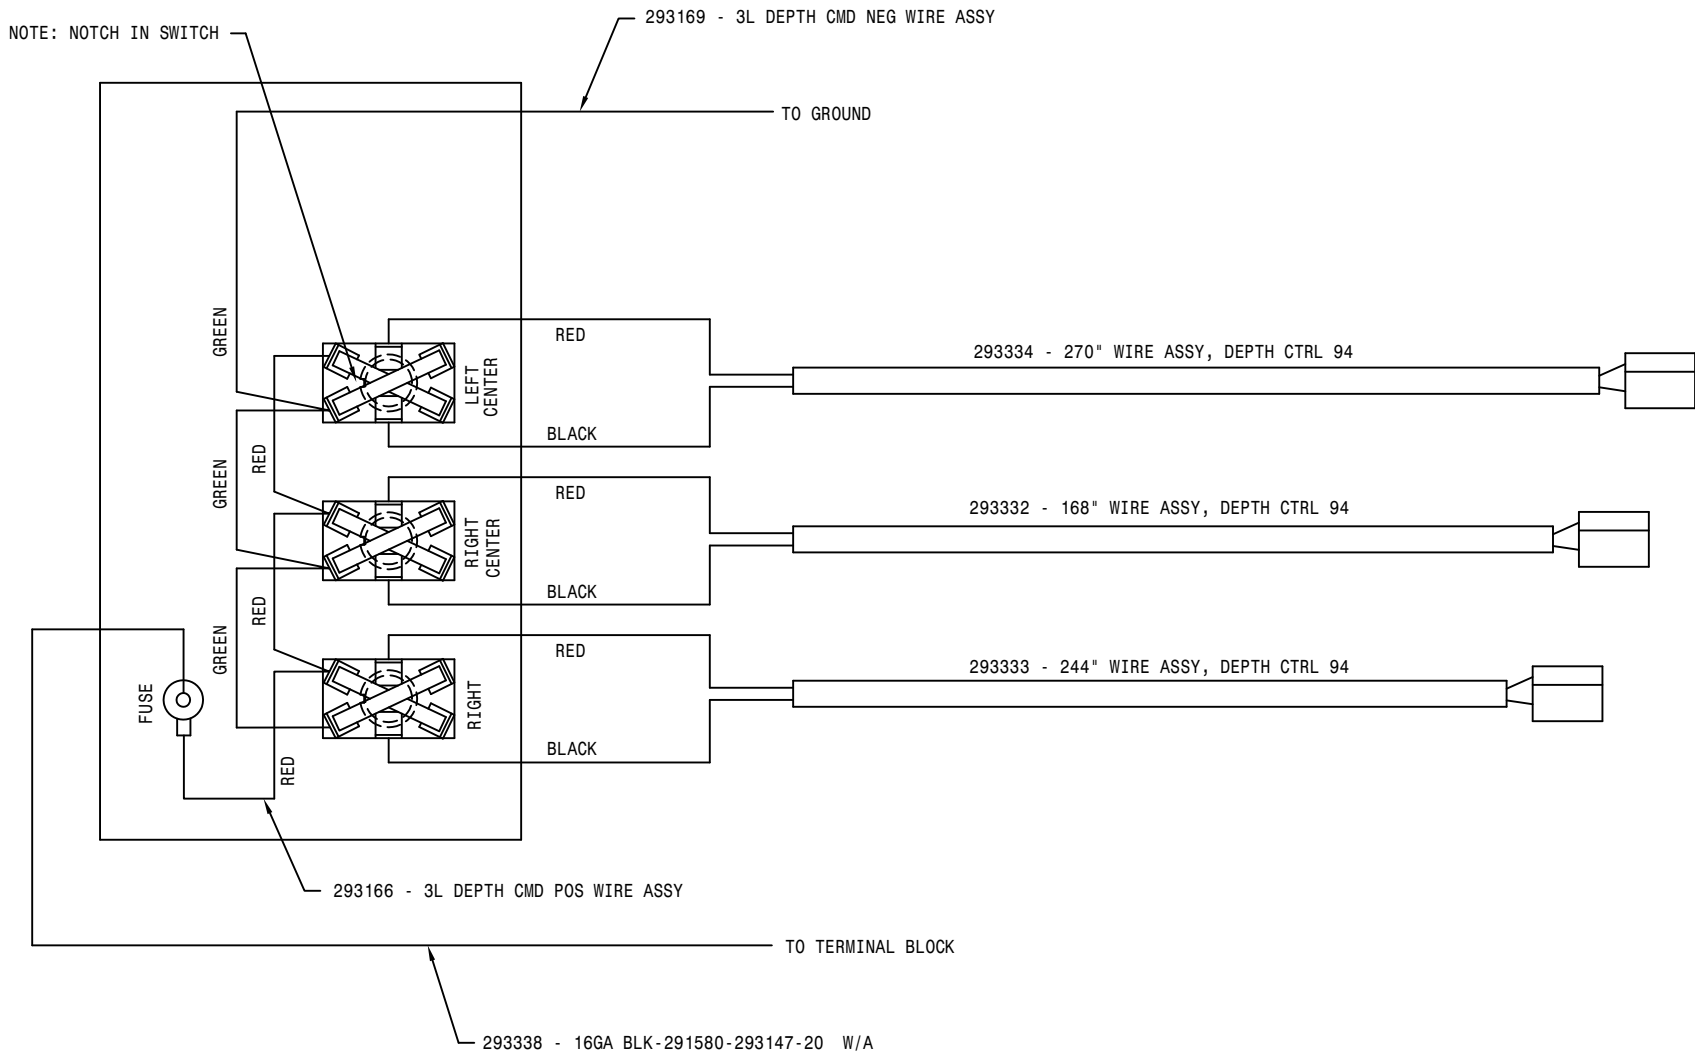 293169 - 3L DEPTH CMD NEG WIRE ASSY
NOTE: NOTCH IN SWITCH
TO GROUND
GREEN
RED
LEFT
CENTER
293334 - 270" WIRE ASSY, DEPTH CTRL 94
BLACK
GREEN
RED
RED
RIGHT
CENTER
293332 - 168" WIRE ASSY, DEPTH CTRL 94
BLACK
GREEN
RED
RED
RIGHT
293333 - 244" WIRE ASSY, DEPTH CTRL 94
FUSE
BLACK
RED
293166 - 3L DEPTH CMD POS WIRE ASSY
TO TERMINAL BLOCK
293338 - 16GA BLK-291580-293147-20  W/A